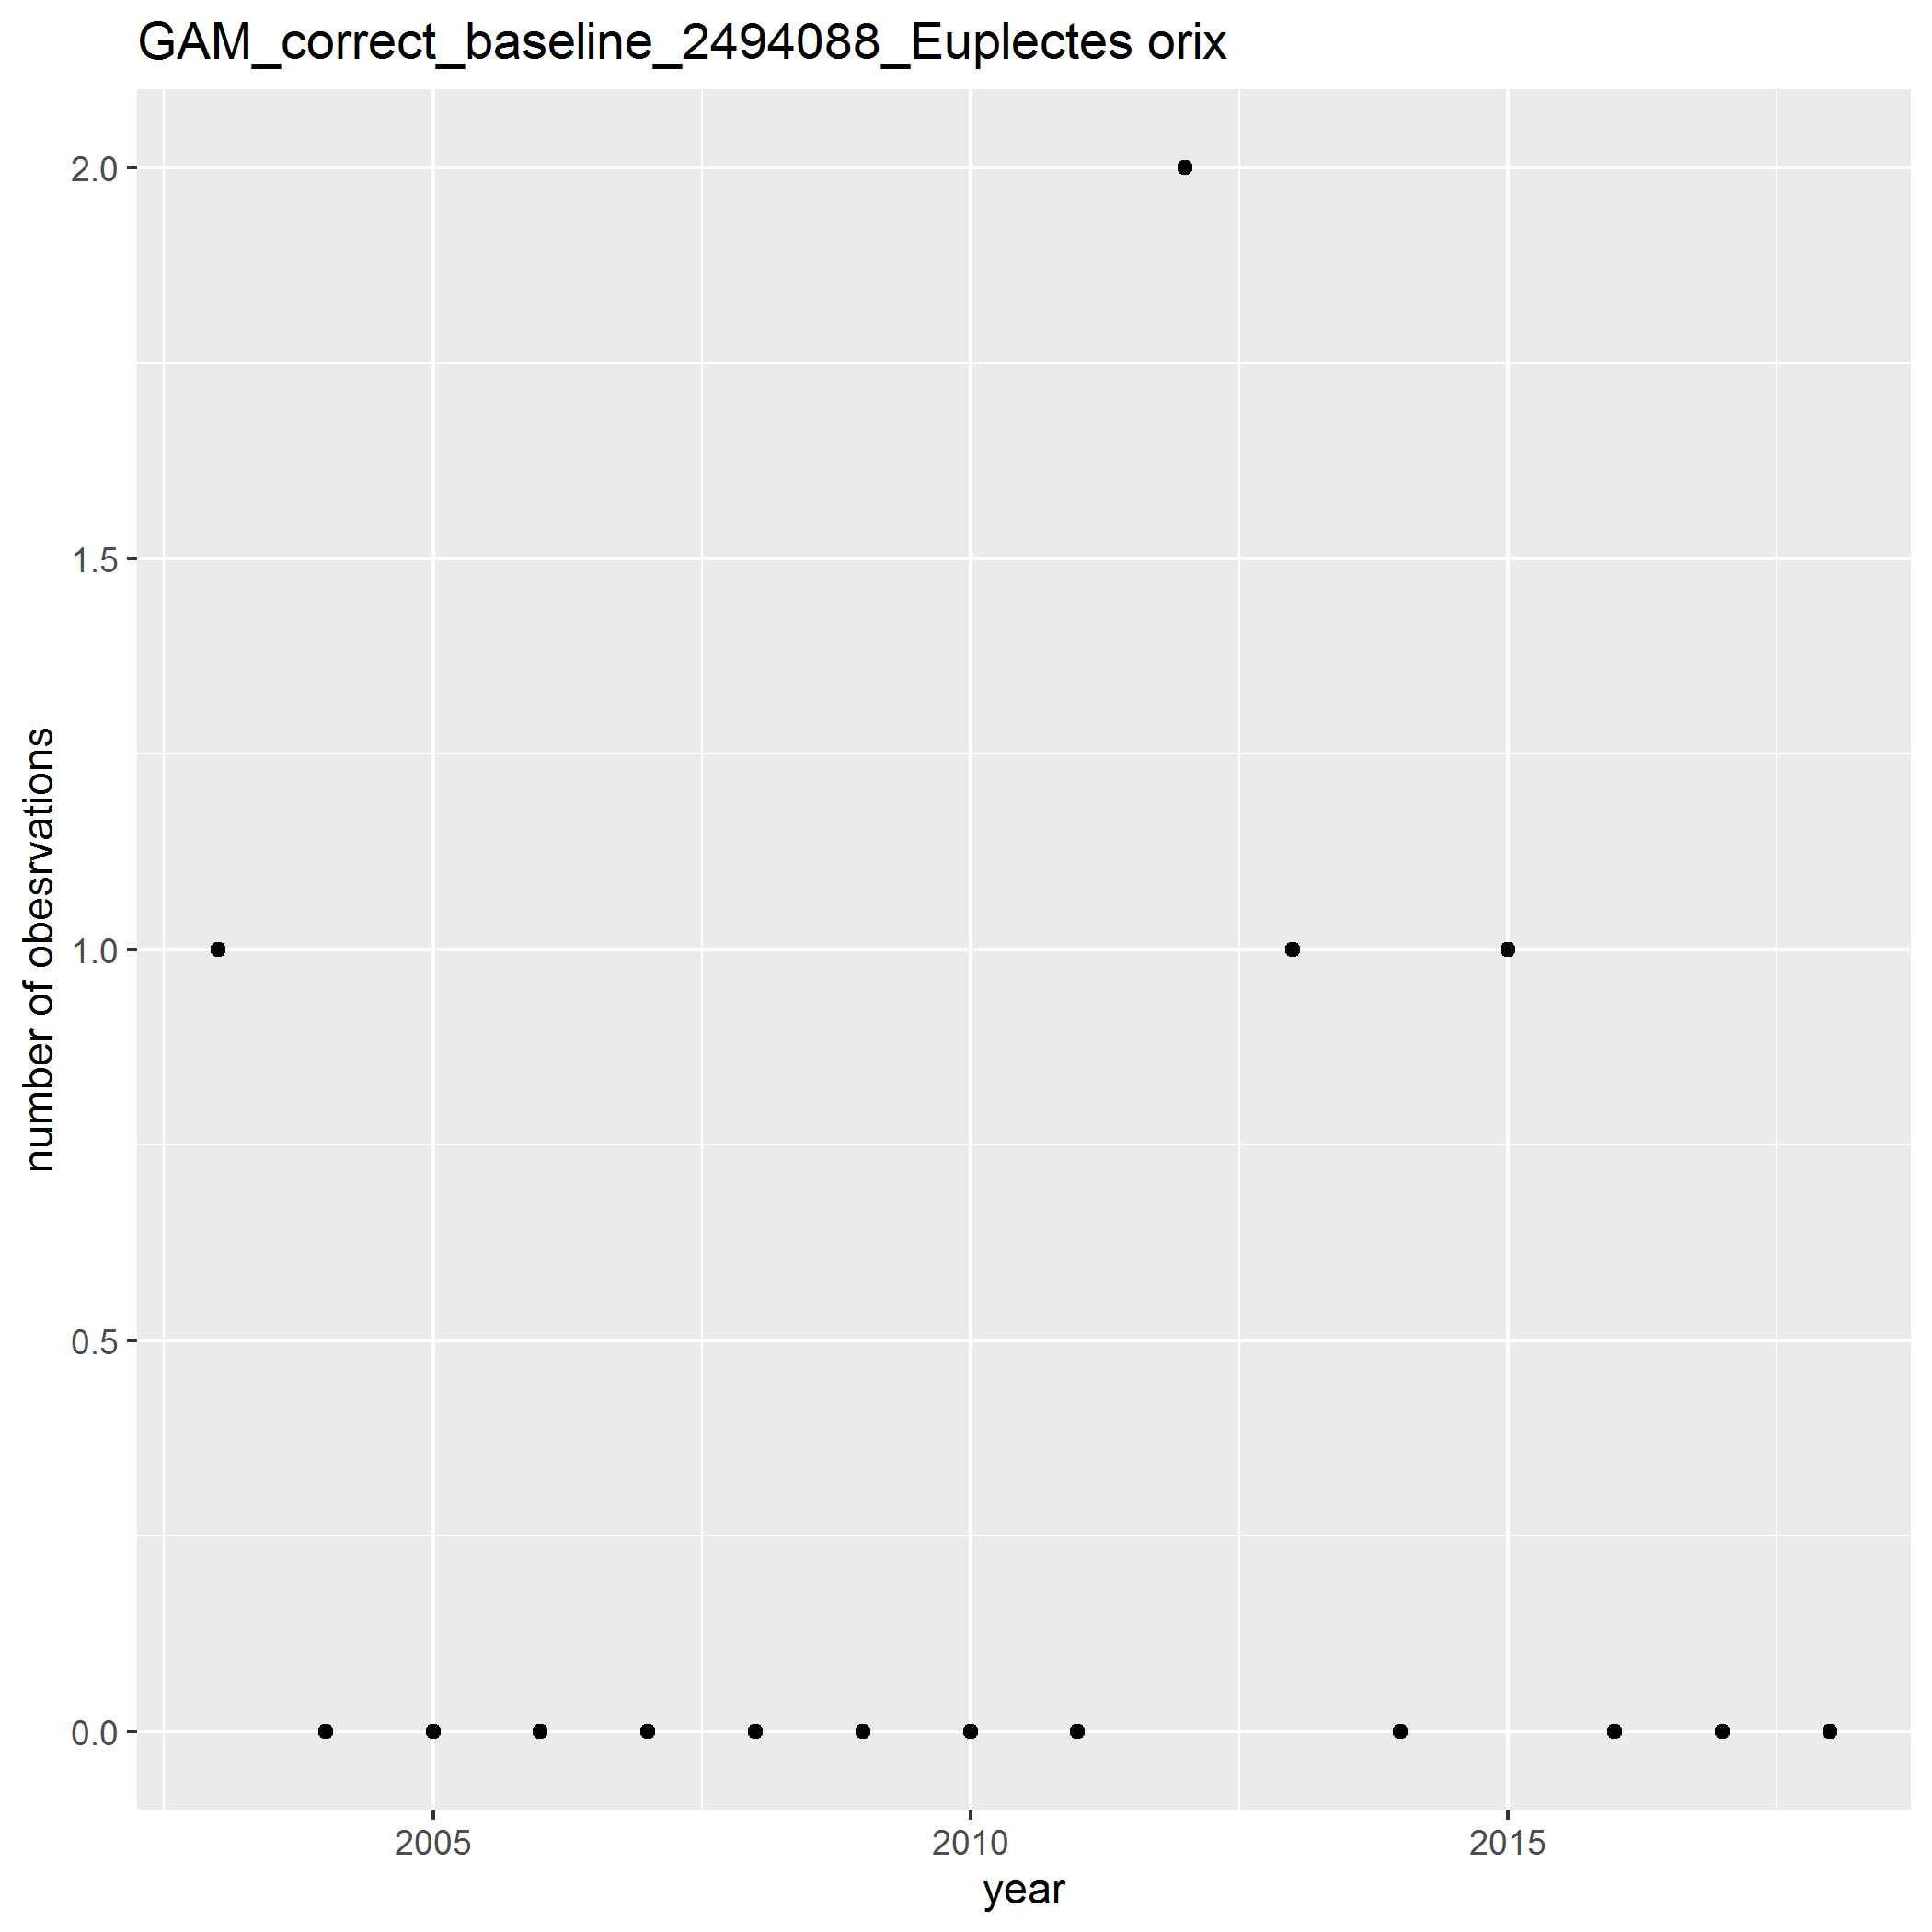 GAM_correct_baseline_2494088_Euplectes orix
number of obesrvations
2.0
1.5
1.0
0.5
0.0
2005
2010
2015
year